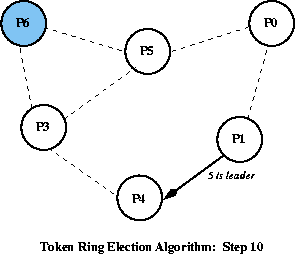 P6
P0
P5
P3
P1
5 is leader
P4
Token Ring Election Algorithm: Step 10